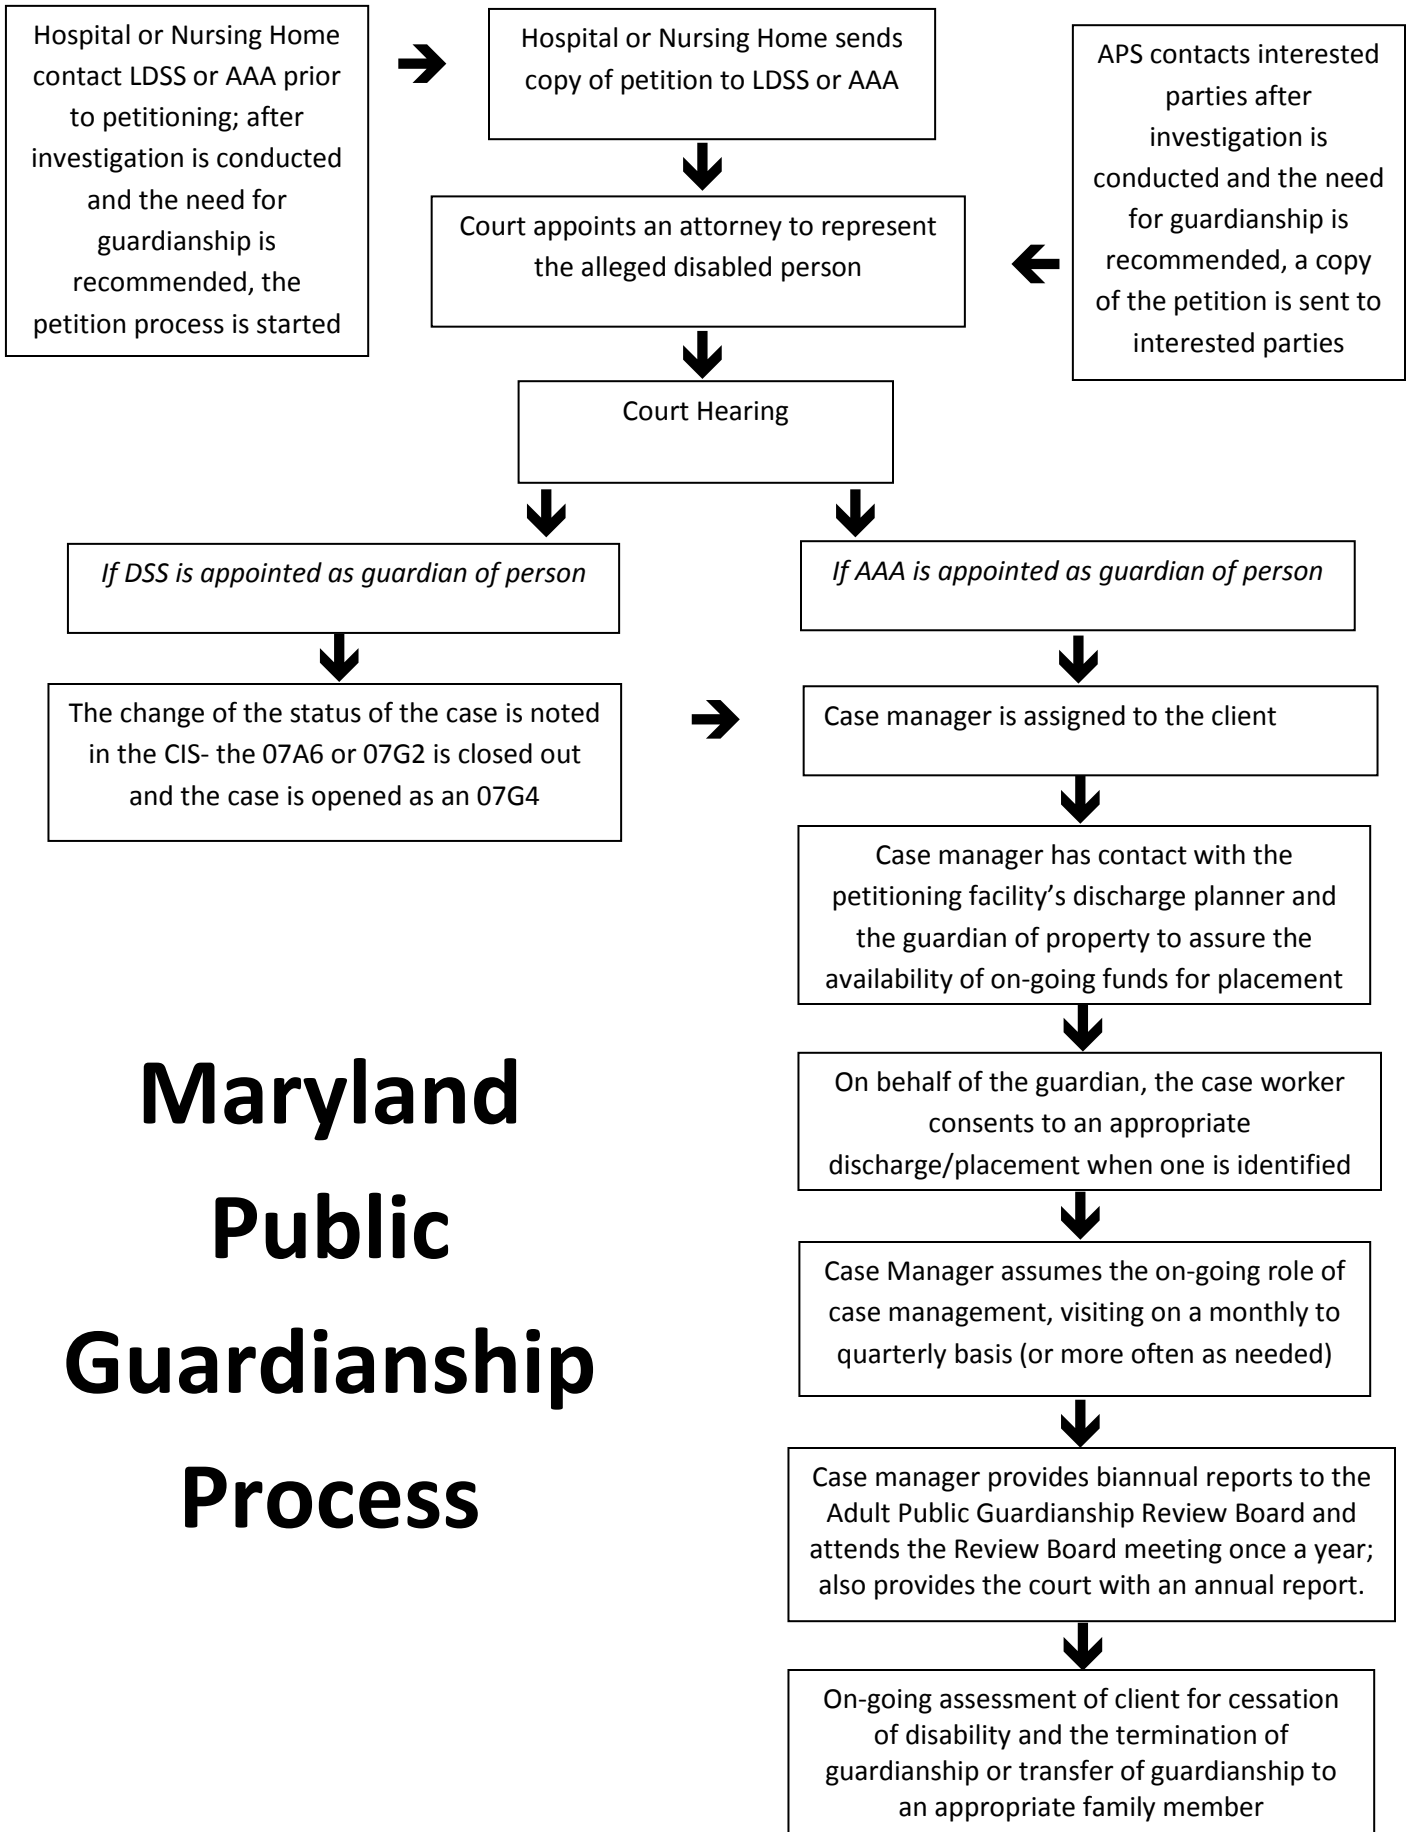 Hospital or Nursing Home
contact LDSS or AAA prior
to petitioning; after
investigation is conducted
and the need for
guardianship is
recommended, the
petition process is started
Hospital or Nursing Home sends
copy of petition to LDSS or AAA
APS contacts interested
parties after
investigation is
conducted and the need
for guardianship is
recommended, a copy
of the petition is sent to
interested parties
Court appoints an attorney to represent
the alleged disabled person
Court Hearing
If DSS is appointed as guardian of person
If AAA is appointed as guardian of person
The change of the status of the case is noted
in the CIS- the 07A6 or 07G2 is closed out
and the case is opened as an 07G4
Case manager is assigned to the client
Case manager has contact with the
petitioning facility’s discharge planner and
the guardian of property to assure the
availability of on-going funds for placement
On behalf of the guardian, the case worker
consents to an appropriate
discharge/placement when one is identified
Case Manager assumes the on-going role of
case management, visiting on a monthly to
quarterly basis (or more often as needed)
Case manager provides biannual reports to the
Adult Public Guardianship Review Board and
attends the Review Board meeting once a year;
also provides the court with an annual report.
On-going assessment of client for cessation
of disability and the termination of
guardianship or transfer of guardianship to
an appropriate family member
Maryland
Public
Guardianship
Process